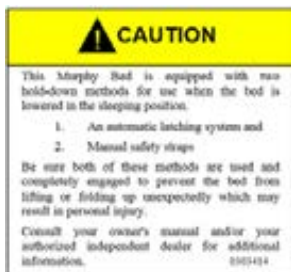 CAUTION
This Murphy Bed is equipped with two
hold-down methods for use when the bed is
lowered in the sleeping position.
1. An automatic latching system and
2. Manual safety straps
Be sure both of these methods are used and
completely engaged to prevent the bed from
lifting or folding up unexpectedly which may
result in personal injury.
Consult your owner's manual and/or your
authorized independent dealer for additional
information.